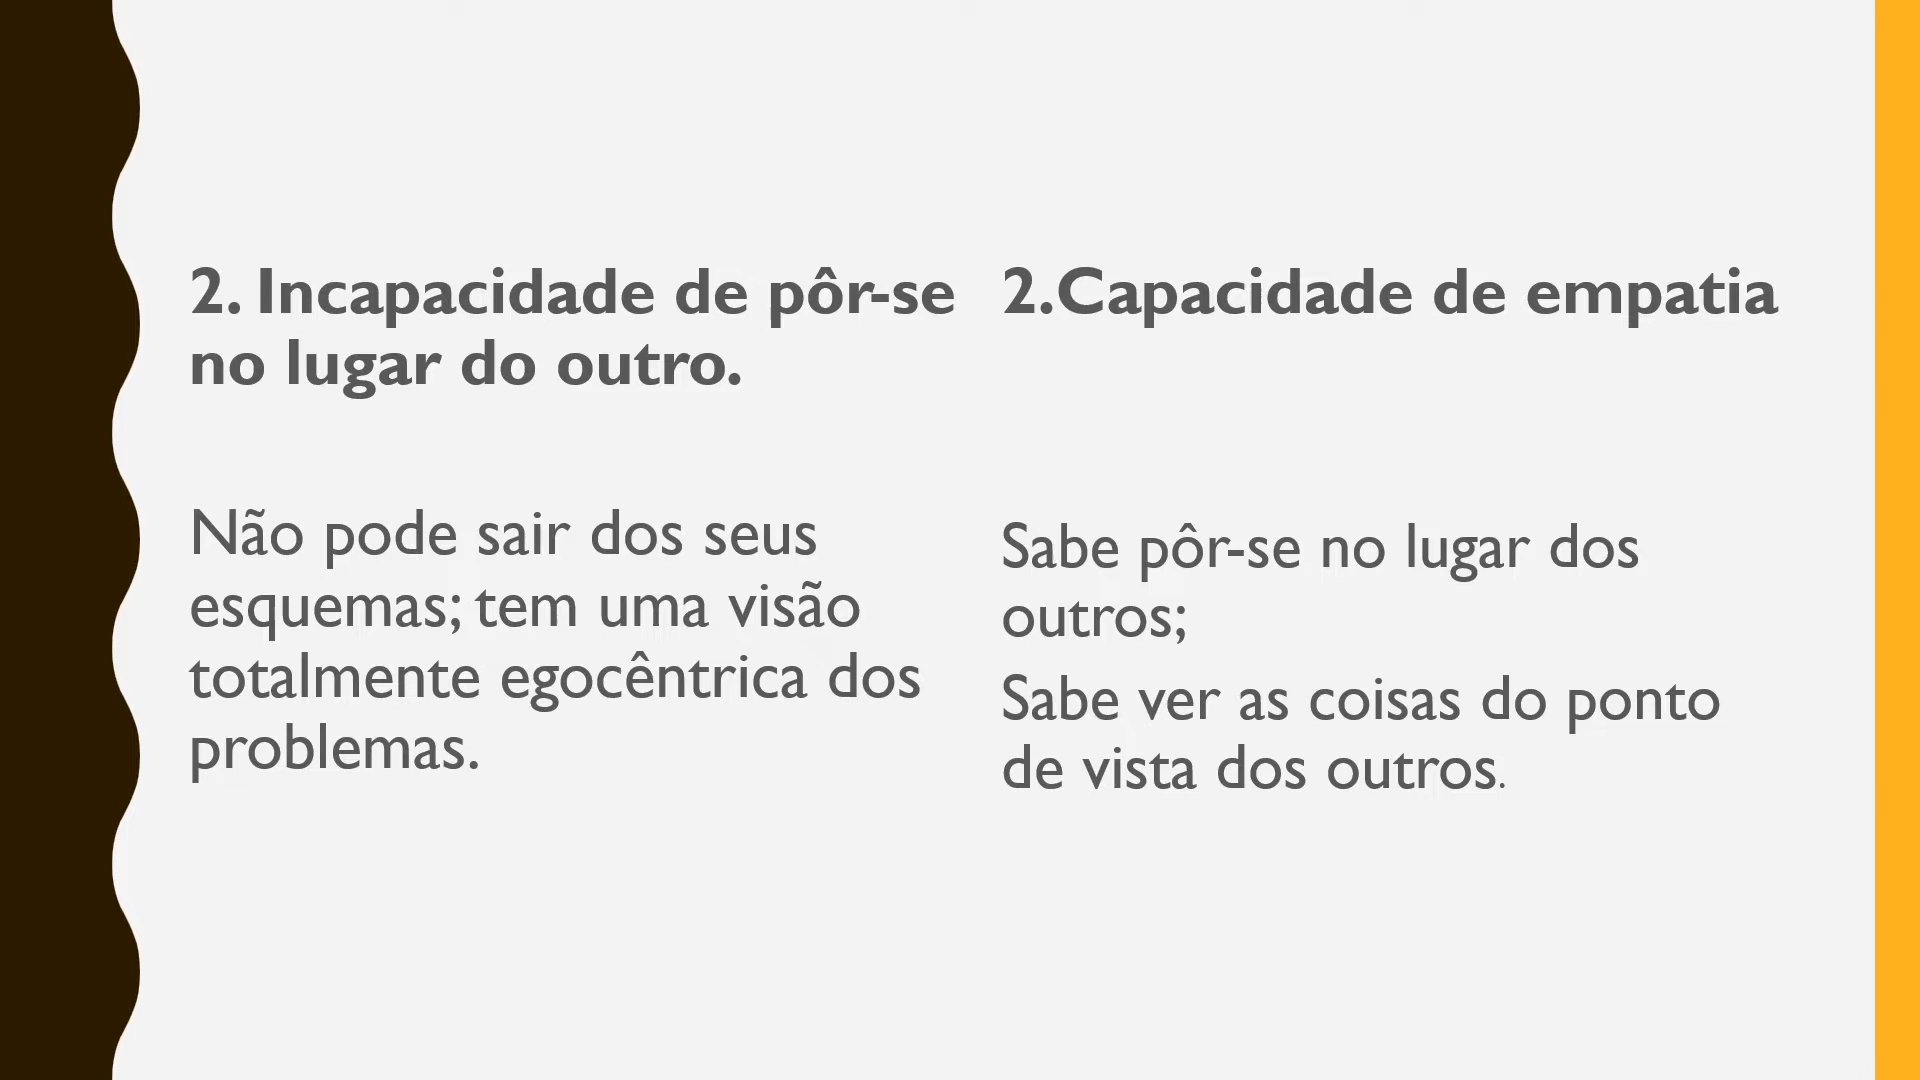 2. Incapacidade de pôr-se
no lugar do outro.
Não pode sair dos seus
esquemas; tem uma visão
totalmente egocêntrica dos
problemas.
2.Capacidade de empatia
Sabe pôr-se no lugar dos
outros;
Sabe ver as coisas do ponto
de vista dos outros.